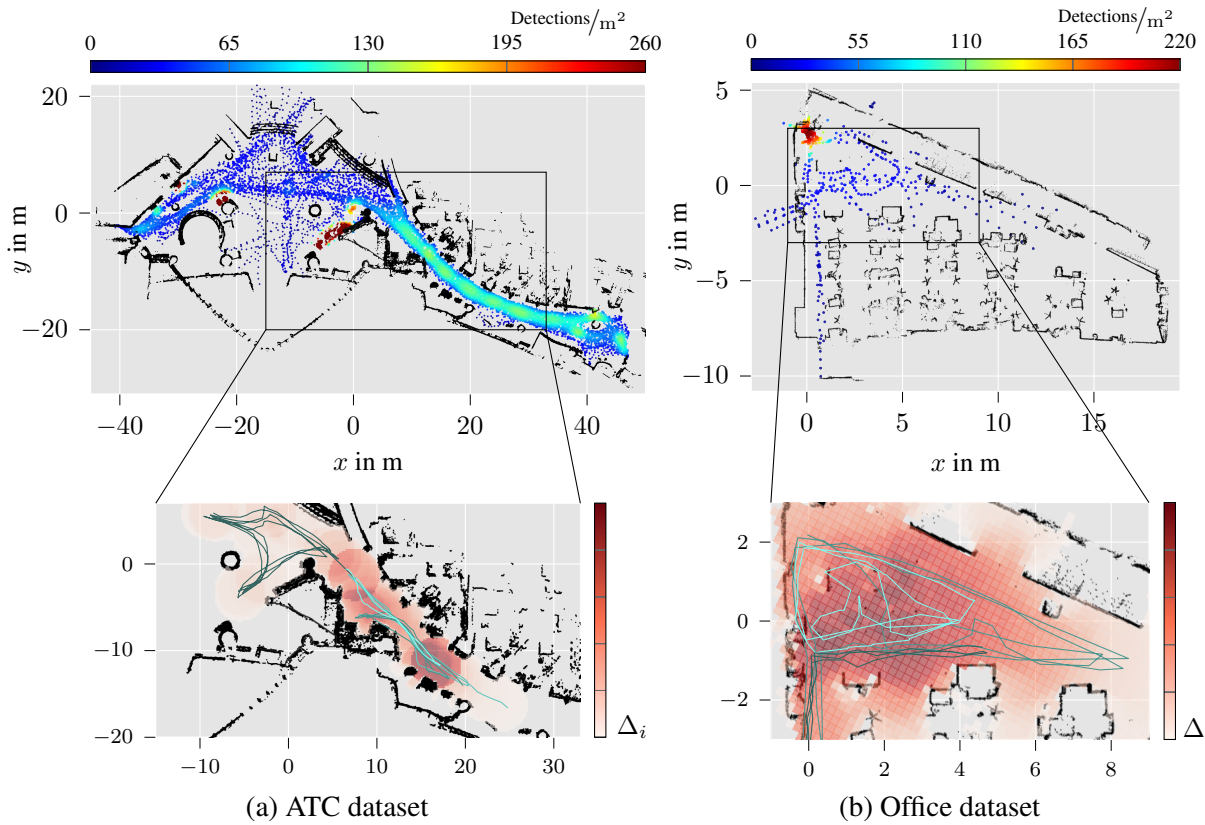 Detections/m²
0 65 130 195 260
20
0
−20
y in m
−40 −20 0 20 40
x in m
Detections/m²
0 55 110 165 220
5
0
−5
−10
y in m
0 5 10 15
x in m
0
−10
−20
−10 0 10 20 30
Δᵢ
(a) ATC dataset
2
0
−2
0 2 4 6 8
Δ
(b) Office dataset